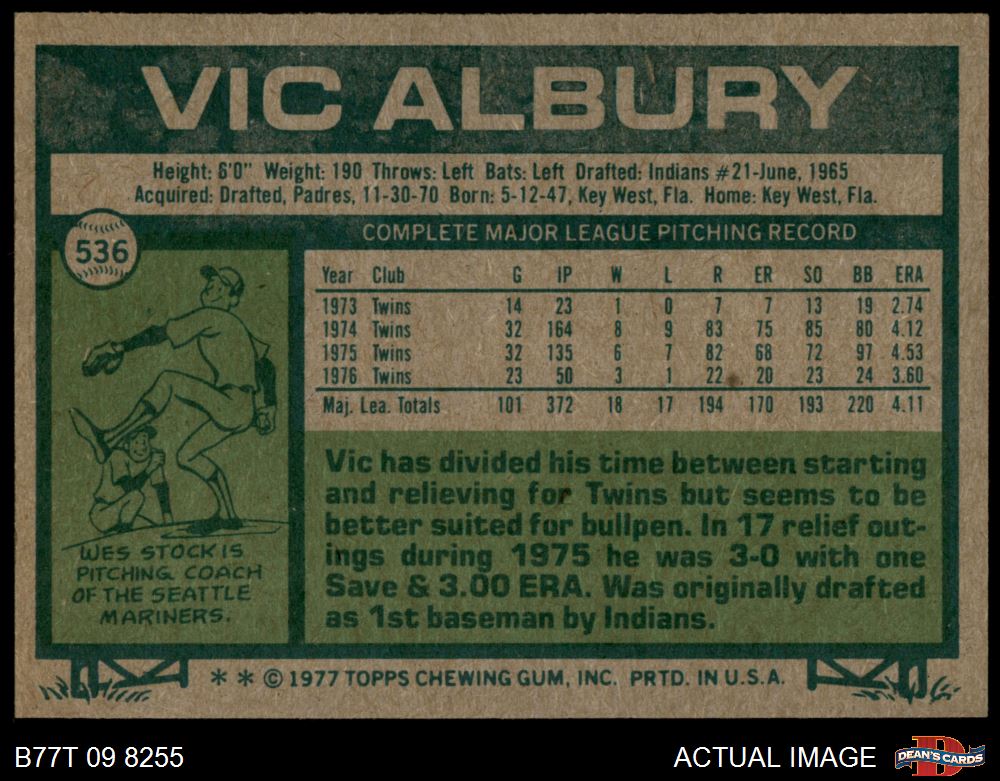 VIC ALBURY
Height: 6'0" Weight: 190 Throws: Left Bats: Left Drafted: Indians #21-June, 1965
Acquired: Drafted, Padres, 11-30-70 Born: 5-12-47, Key West, Fla. Home: Key West, Fla.
536
COMPLETE MAJOR LEAGUE PITCHING RECORD
Year Club G IP W L R ER SO BB ERA
1973 Twins 14 23 1 0 7 7 13 19 2.74
1974 Twins 32 164 8 9 83 75 85 80 4.12
1975 Twins 32 135 6 7 82 68 72 97 4.53
1976 Twins 23 50 3 1 22 20 23 24 3.60
Maj. Lea. Totals 101 372 18 17 194 170 193 220 4.11
Vic has divided his time between starting
and relieving for Twins but seems to be
better suited for bullpen. In 17 relief out-
ings during 1975 he was 3-0 with one
Save & 3.00 ERA. Was originally drafted
as 1st baseman by Indians.
WES STOCK IS
PITCHING COACH
OF THE SEATTLE
MARINERS.
* * © 1977 TOPPS CHEWING GUM, INC. PRTD. IN U.S.A.
B77T 09 8255
ACTUAL IMAGE
D
DEAN'S CARDS